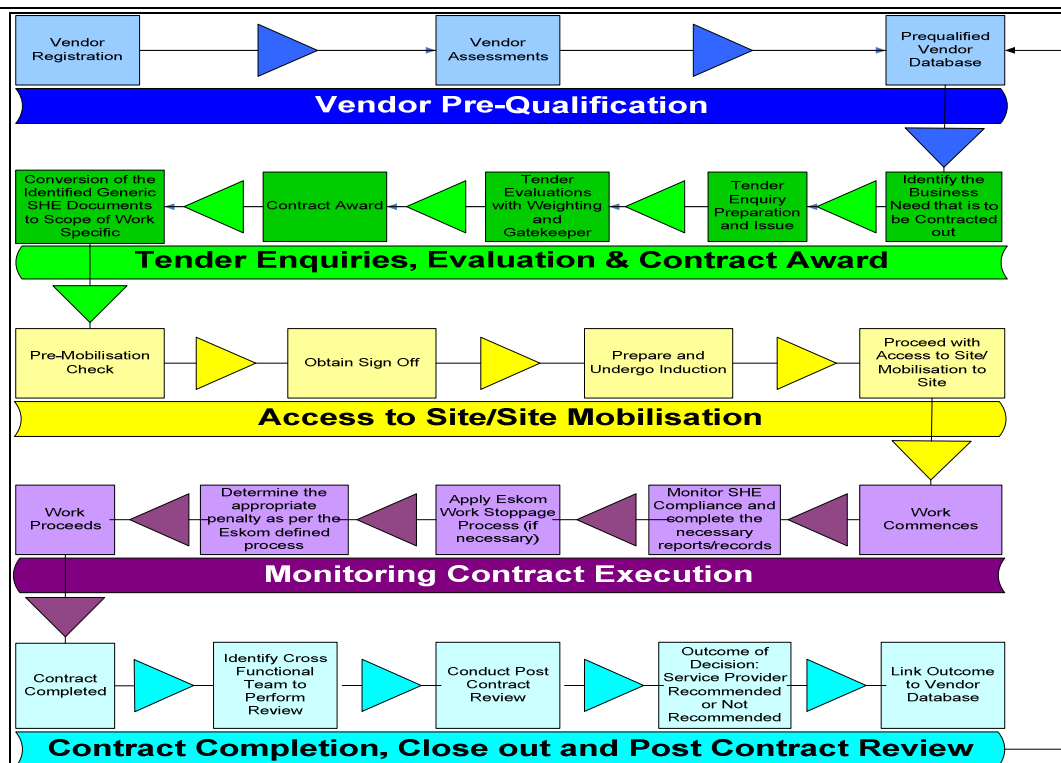 Vendor
Registration
Vendor
Assessments
Prequalified
Vendor
Database
Vendor Pre-Qualification
Conversion of the
Identified Generic
SHE Documents
to Scope of Work
Specific
Contract Award
Tender
Evaluations
with Weighting
and
Gatekeeper
Tender
Enquiry
Preparation
and Issue
Identify the
Business
Need that is to
be Contracted
out
Tender Enquiries, Evaluation & Contract Award
Pre-Mobilisation
Check
Obtain Sign Off
Prepare and
Undergo Induction
Proceed with
Access to Site/
Mobilisation to
Site
Access to Site/Site Mobilisation
Work
Proceeds
Determine the
appropriate
penalty as per the
Eskom defined
process
Apply Eskom
Work Stoppage
Process (if
necessary)
Monitor SHE
Compliance and
complete the
necessary
reports/records
Work
Commences
Monitoring Contract Execution
Contract
Completed
Identify Cross
Functional
Team to
Perform
Review
Conduct Post
Contract
Review
Outcome of
Decision:
Service Provider
Recommended
or Not
Recommended
Link Outcome
to Vendor
Database
Contract Completion, Close out and Post Contract Review